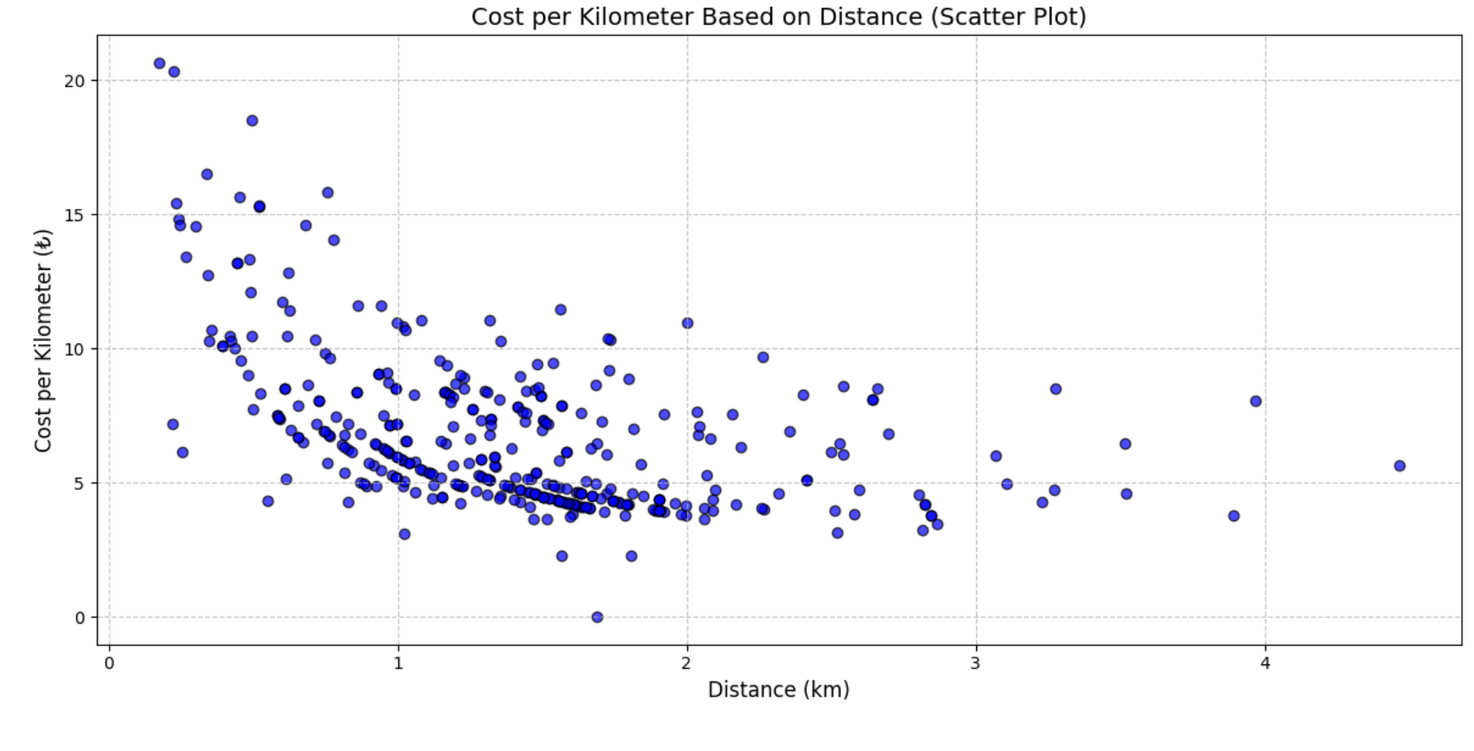 Cost per Kilometer Based on Distance (Scatter Plot)
Cost per Kilometer (₺)
20
15
10
5
0
0 1 2 3 4
Distance (km)